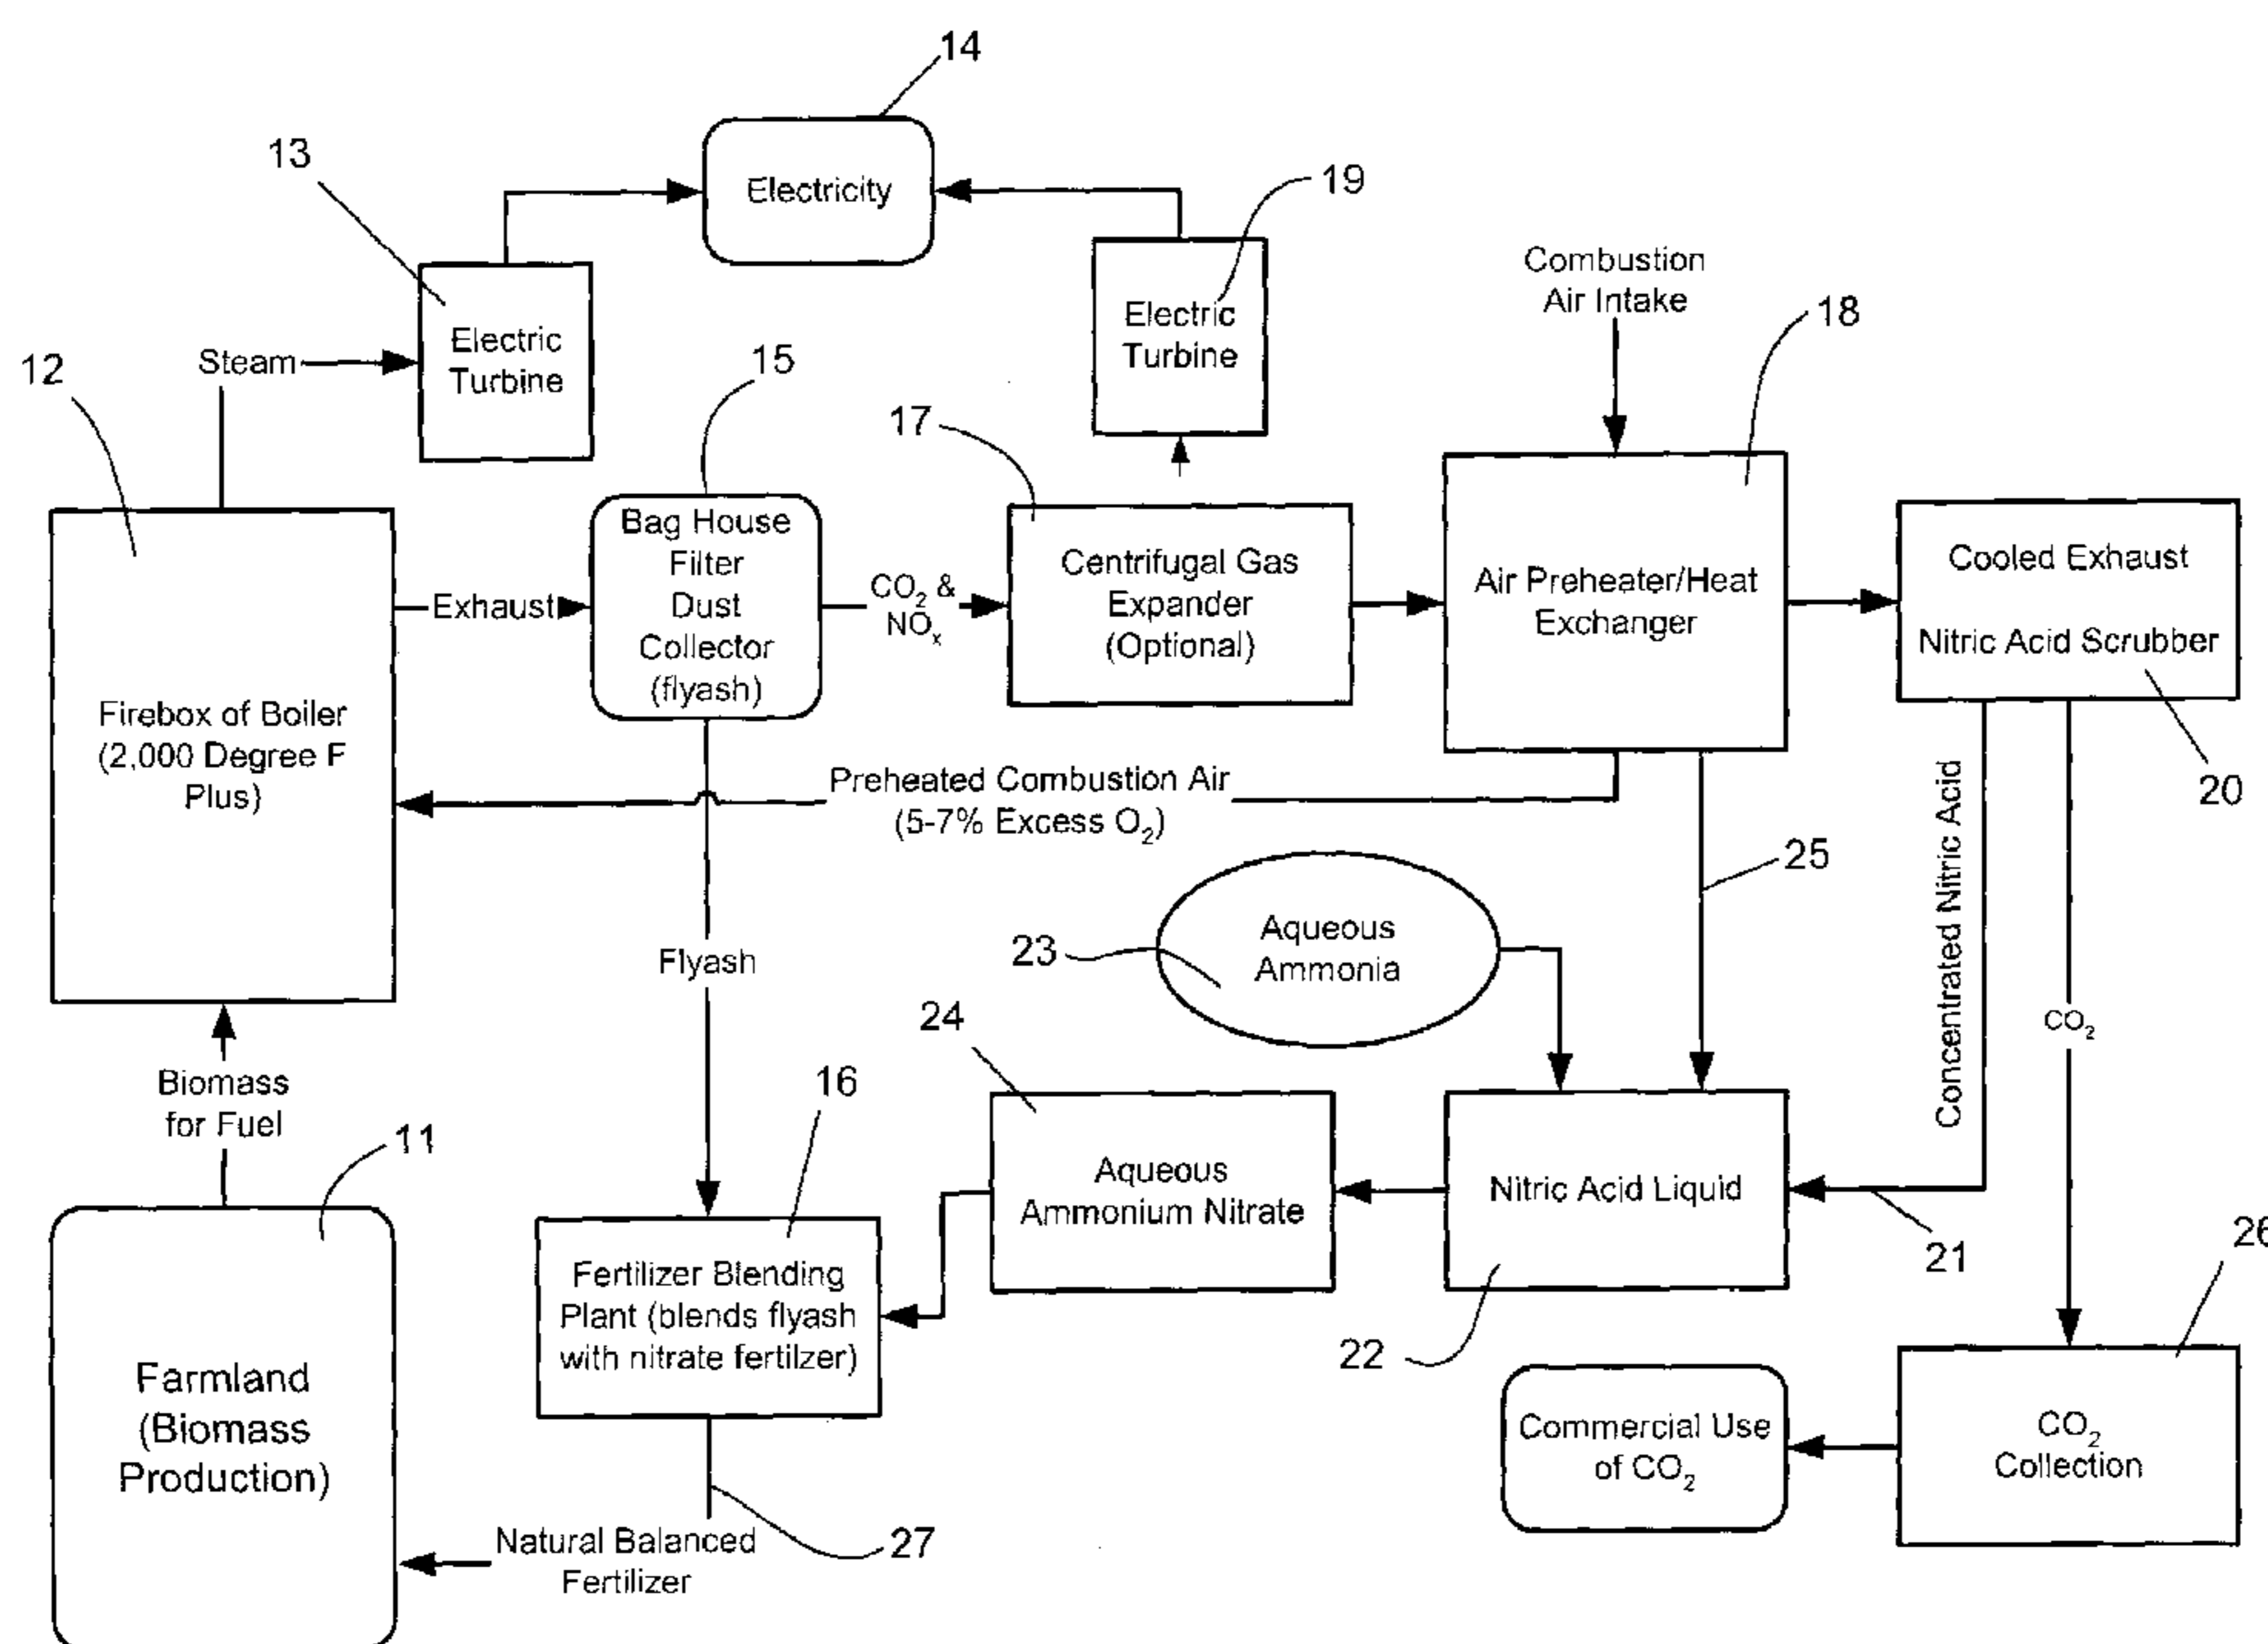 14
13
Electricity
19
Electric
Turbine
Combustion
Air Intake
18
12
Steam
Electric
Turbine
15
17
Bag House
Filter
Dust
Collector
(flyash)
Exhaust
CO₂ &
NOₓ
Centrifugal Gas
Expander
(Optional)
Air Preheater/Heat
Exchanger
Cooled Exhaust
Nitric Acid Scrubber
20
Firebox of Boiler
(2,000 Degree F
Plus)
Preheated Combustion Air
(5-7% Excess O₂)
25
Concentrated Nitric Acid
CO₂
23
Aqueous
Ammonia
Flyash
24
Biomass
for Fuel
16
11
Aqueous
Ammonium Nitrate
Nitric Acid Liquid
21
26
22
Fertilizer Blending
Plant (blends flyash
with nitrate fertilzer)
Farmland
(Biomass
Production)
Commercial Use
of CO₂
CO₂
Collection
Natural Balanced
Fertilizer
27